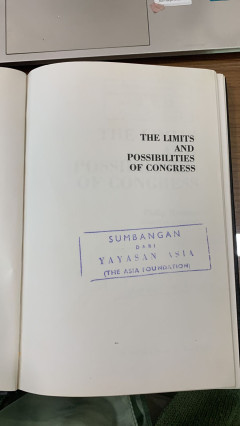 THE LIMITS
AND
POSSIBILITIES
OF CONGRESS
SUMBANGAN
DARI
YAYASAN ASIA
(THE ASIA FOUNDATION)